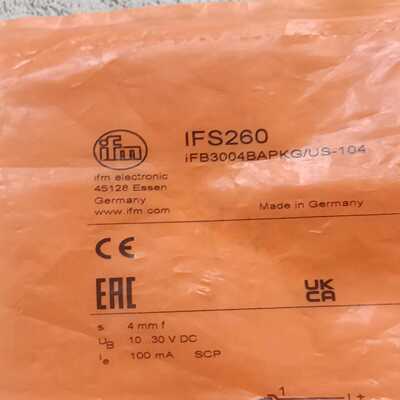 ifm
IFS260
IFB3004BAPKG/US-104
ifm electronic
45128 Essen
Germany
www.ifm.com
Made in Germany
CE
EAC
UK
CA
s 4 mm f
UB 10...30 V DC
Ie 100 mA SCP
1
L+